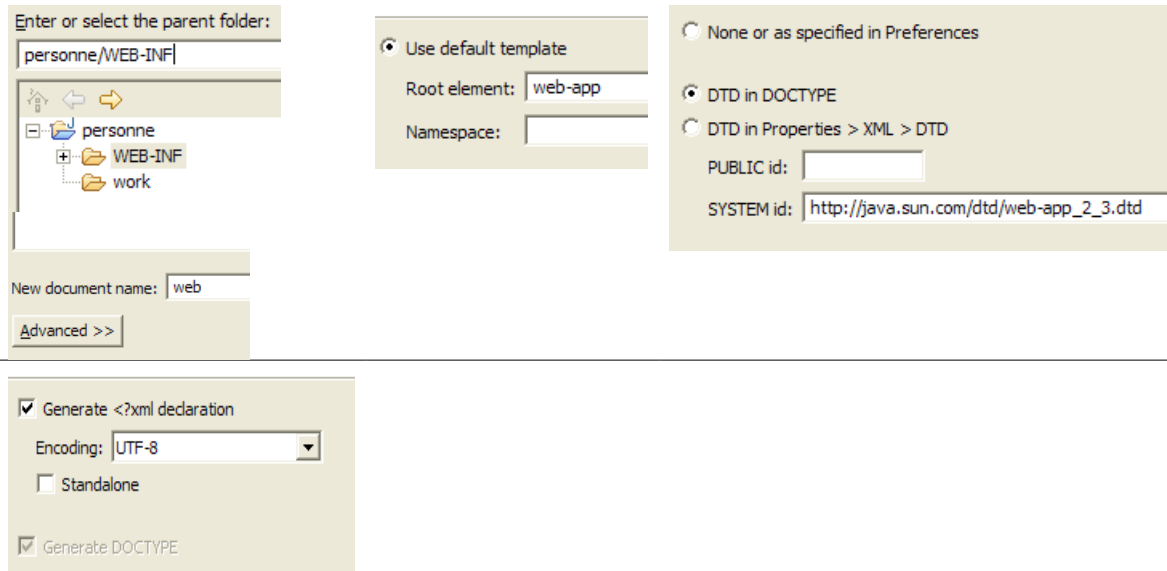 Enter or select the parent folder:
personne/WEB-INF
personne
WEB-INF
work
New document name: web
Advanced >>
Use default template
Root element: web-app
Namespace:
None or as specified in Preferences
DTD in DOCTYPE
DTD in Properties > XML > DTD
PUBLIC id:
SYSTEM id: http://java.sun.com/dtd/web-app_2_3.dtd
Generate <?xml declaration
Encoding: UTF-8
Standalone
Generate DOCTYPE